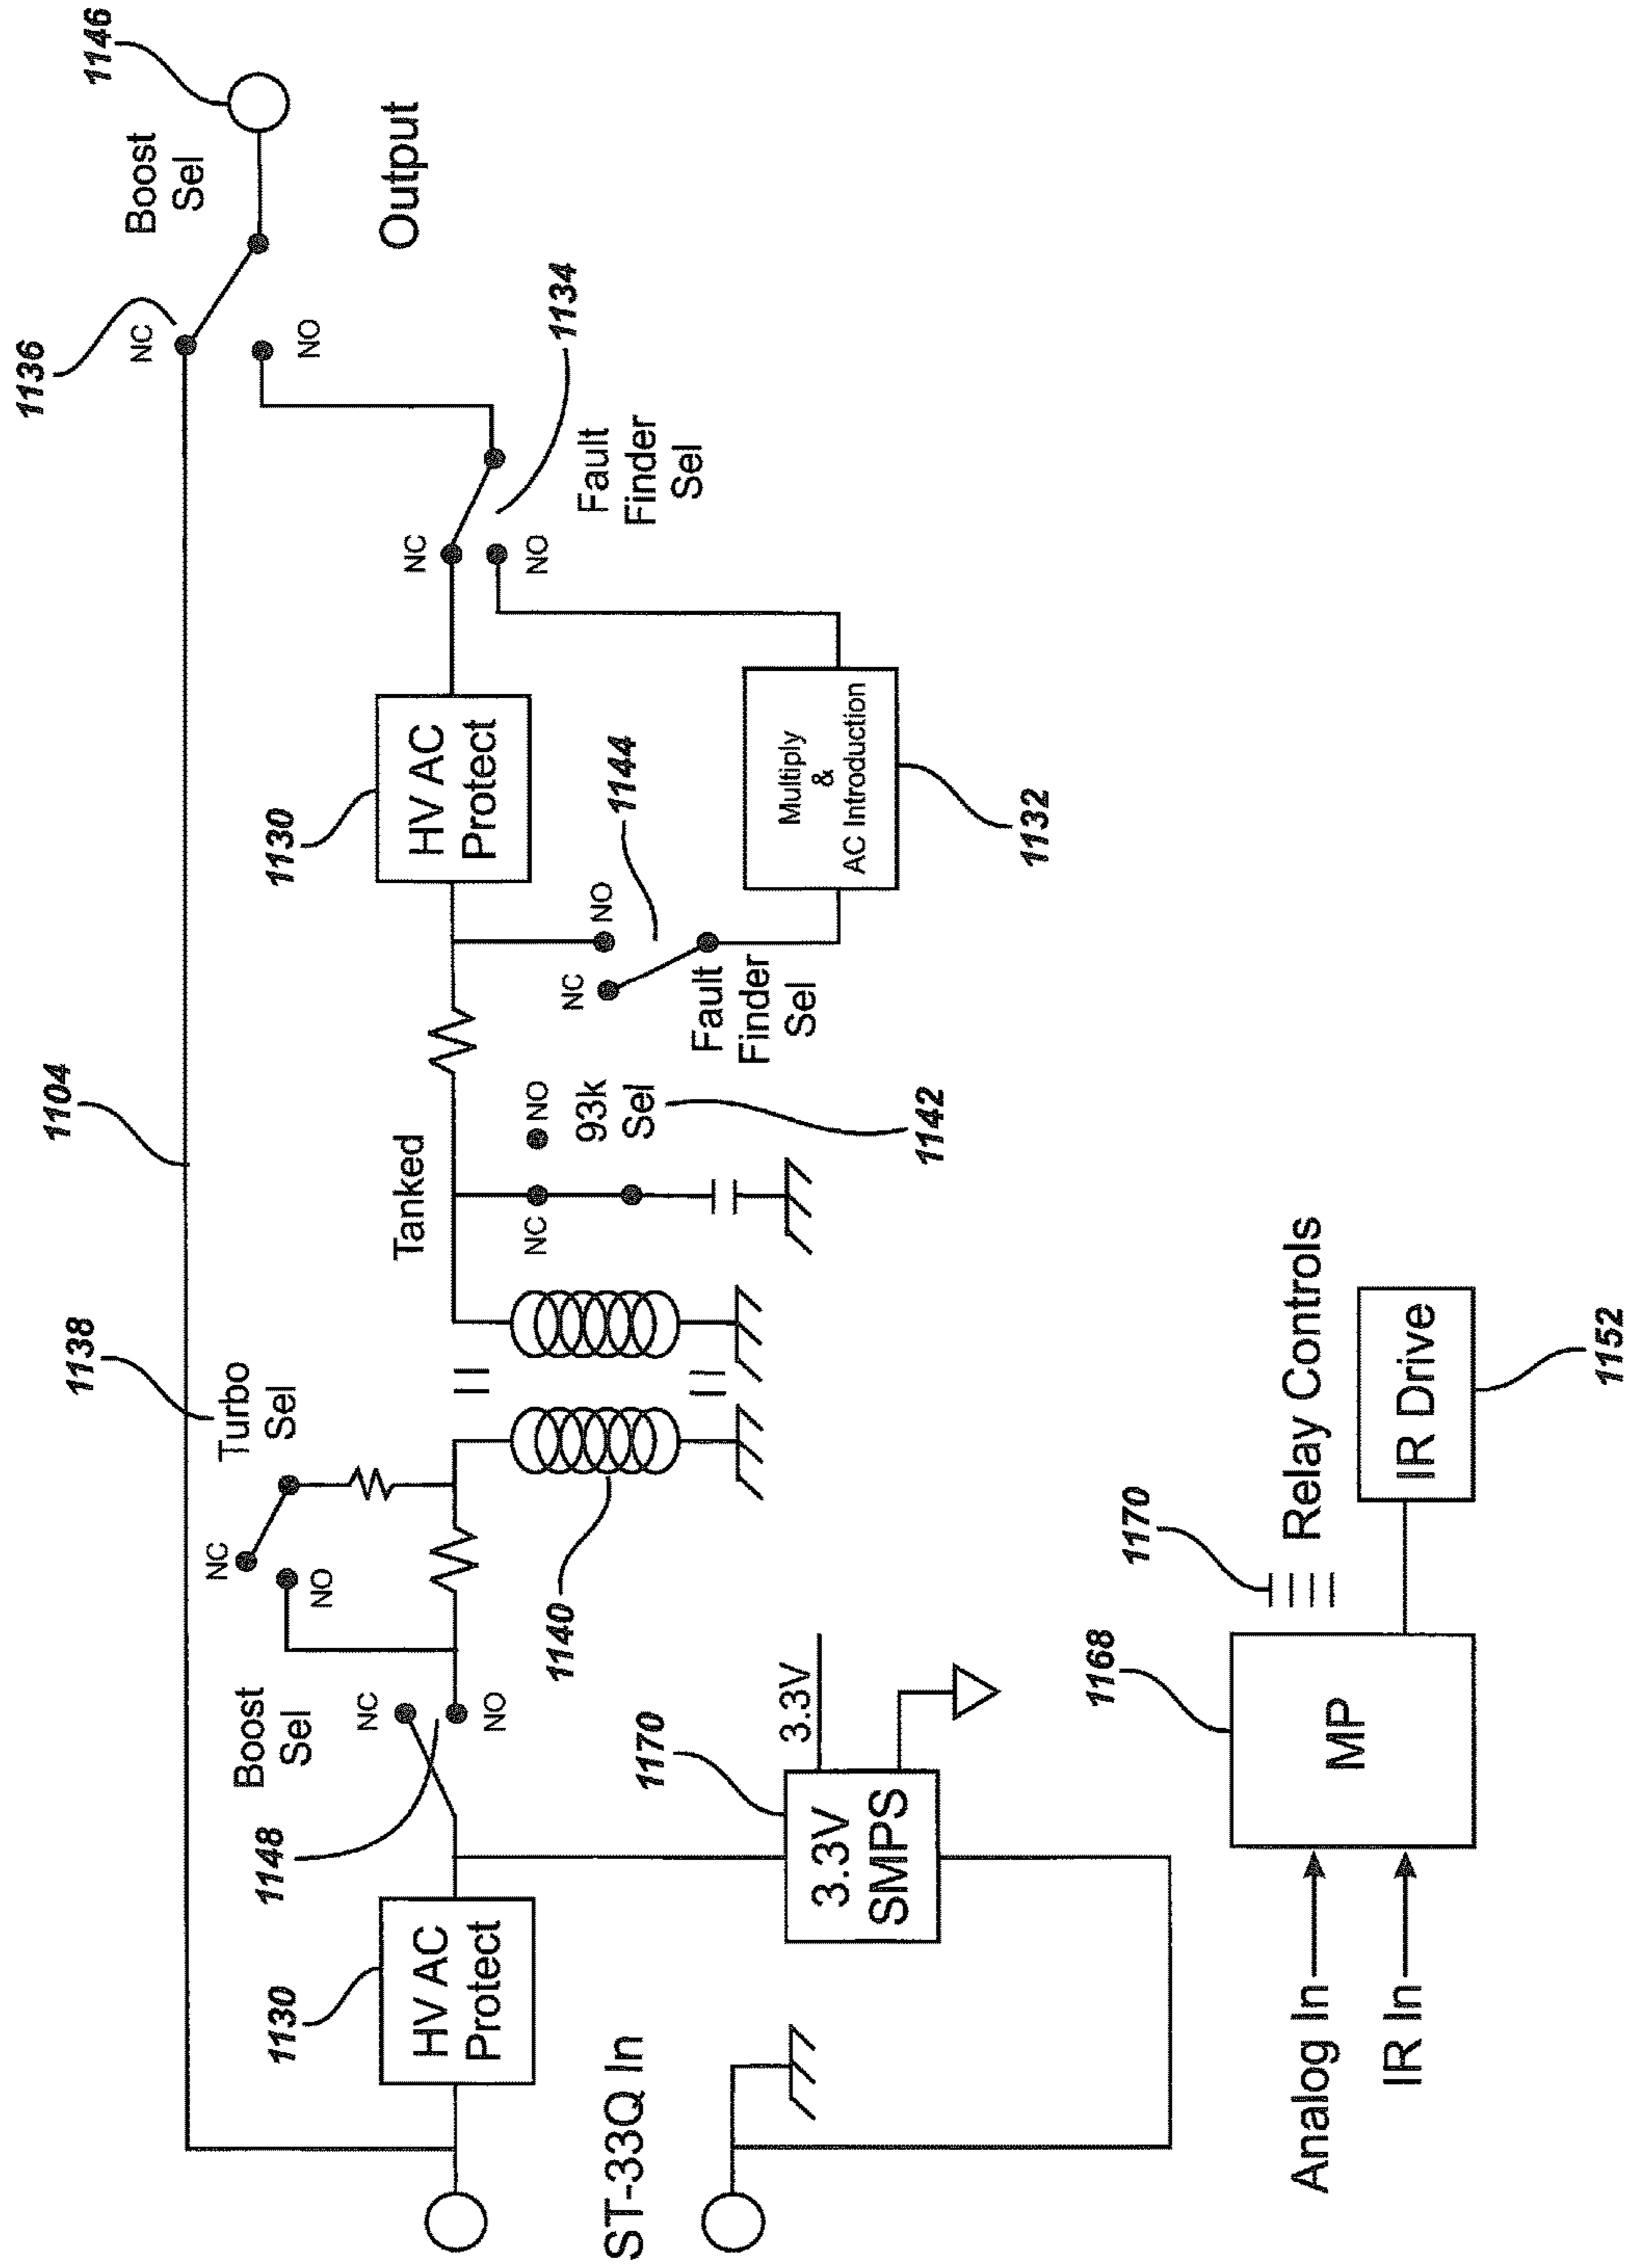 1146
Boost
Sel
Output
1136
NC
NO
1134
Fault
Finder
Sel
NC
NO
1130
HV AC
Protect
1144
NO
NC
Fault
Finder
Sel
Multiply
&
AC Introduction
1132
1104
Tanked
NO
NC
93k
Sel
1142
1138
Turbo
Sel
NC
NO
1140
Boost
Sel
NC
NO
1148
1130
HV AC
Protect
ST-33Q In
1170
3.3V
3.3V
SMPS
1168
MP
1170
Relay Controls
IR Drive
1152
Analog In
IR In